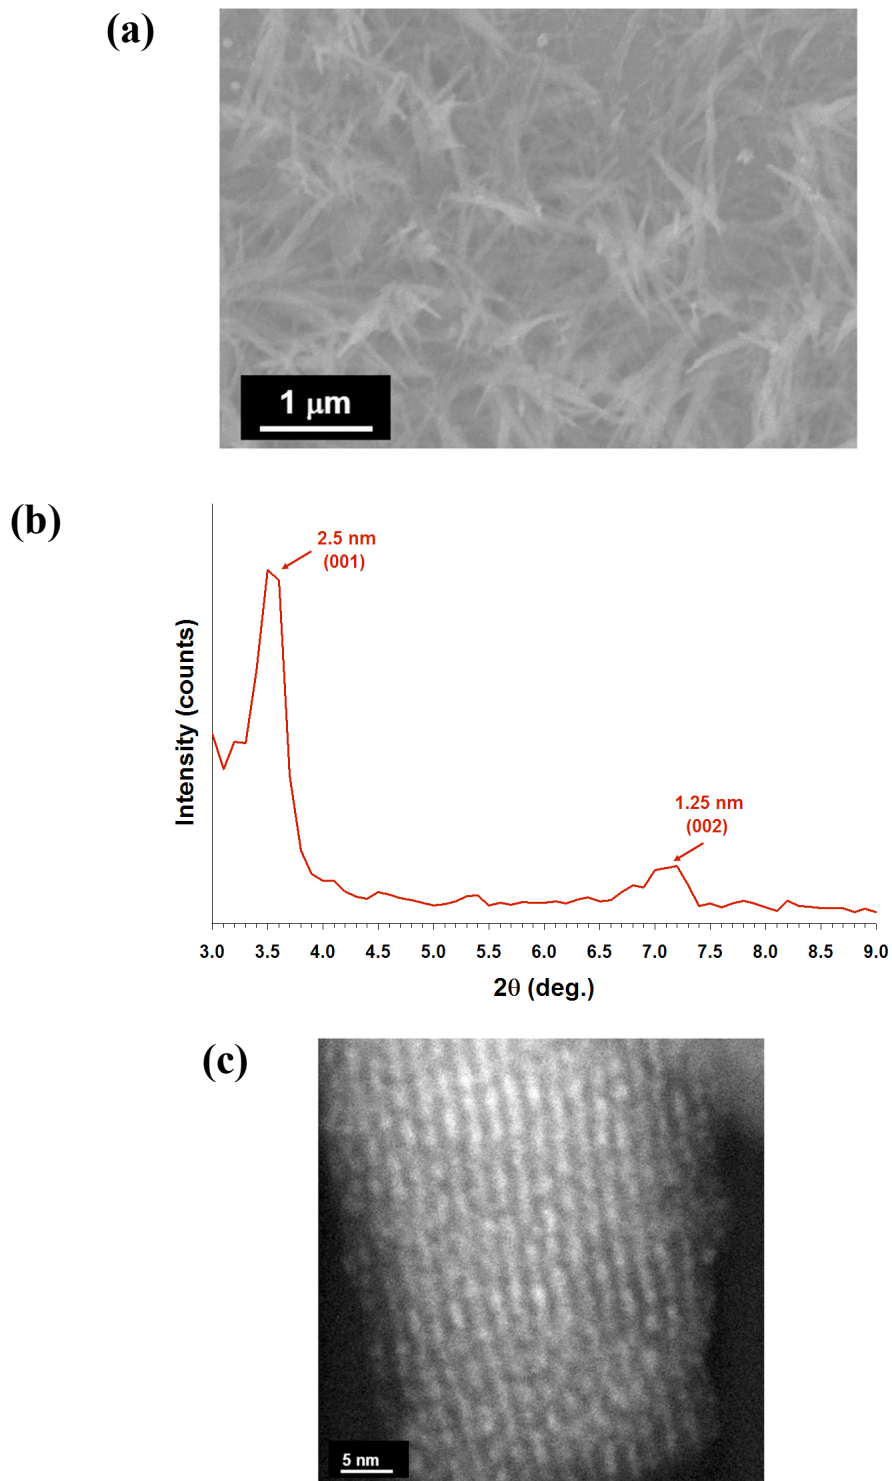 (a)
1 μm
(b)
2.5 nm
(001)
1.25 nm
(002)
Intensity (counts)
3.0 3.5 4.0 4.5 5.0 5.5 6.0 6.5 7.0 7.5 8.0 8.5 9.0
2θ (deg.)
(c)
5 nm